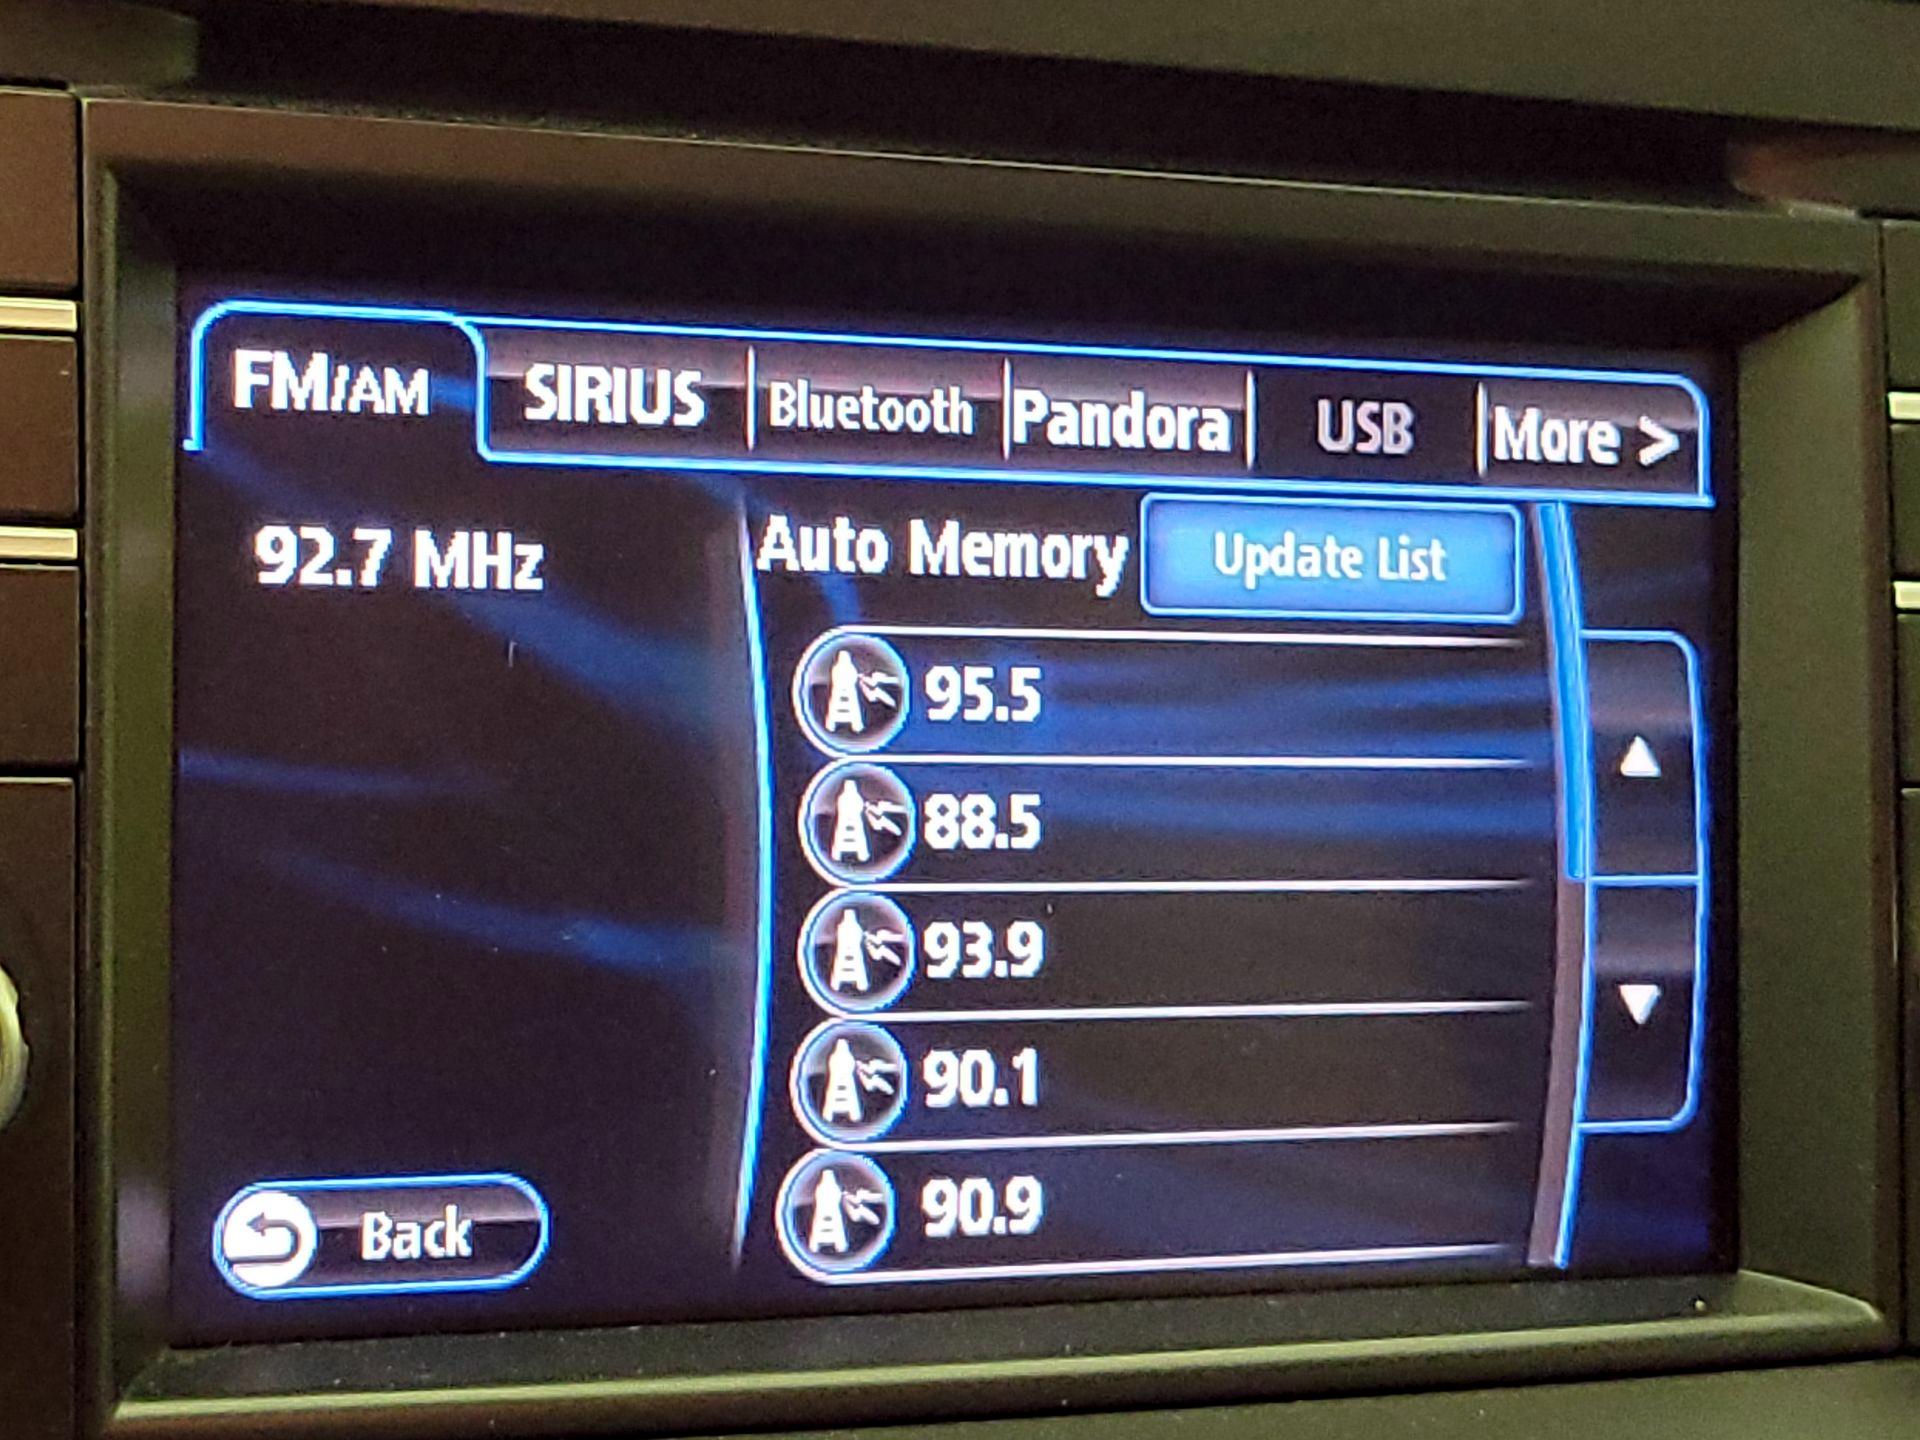 FM/AM SIRIUS Bluetooth Pandora USB More >
92.7 MHz
Auto Memory Update List
95.5
88.5
93.9
90.1
90.9
Back